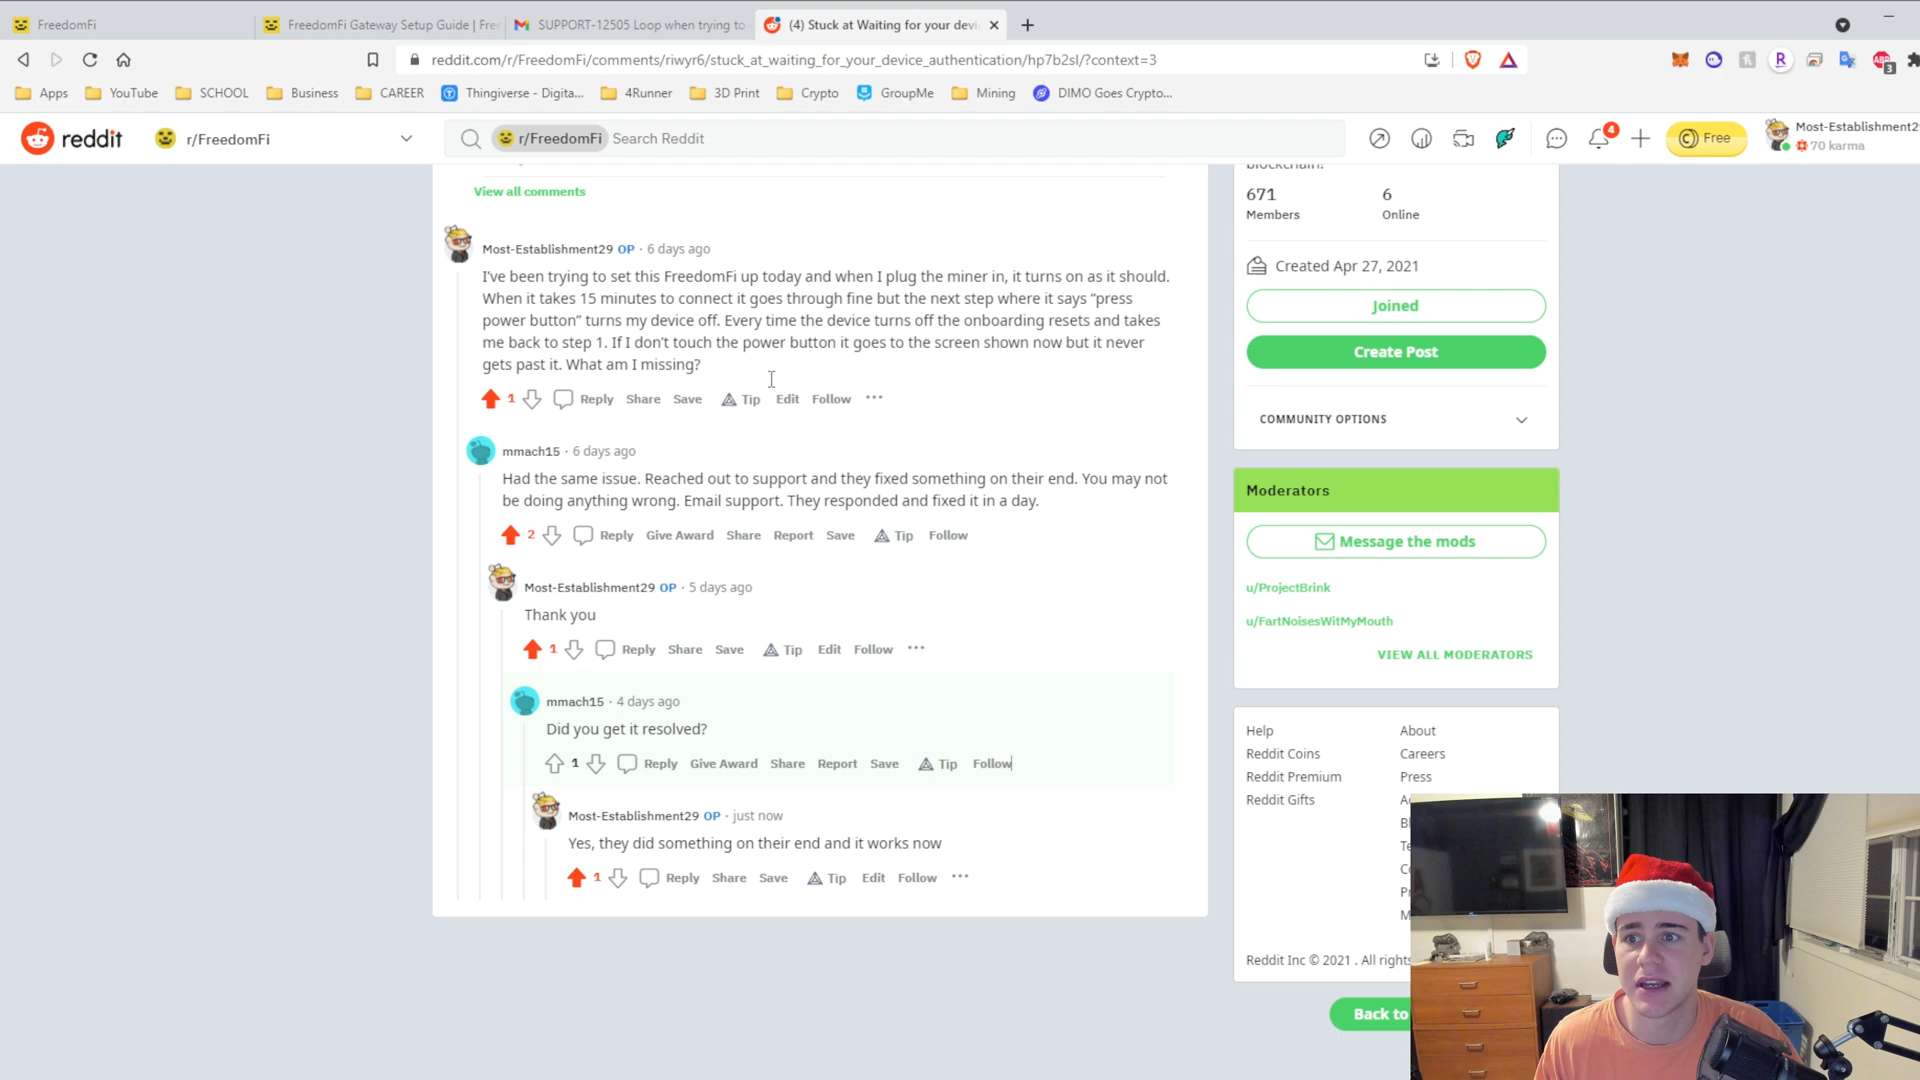 FreedomFi
FreedomFi Gateway Setup Guide | Fre
SUPPORT-12505 Loop when trying to
(4) Stuck at Waiting for your devi
reddit.com/r/FreedomFi/comments/riwyr6/stuck_at_waiting_for_your_device_authentication/hp7b2sl/?context=3
R
3
Apps
YouTube
SCHOOL
Business
CAREER
Thingiverse - Digita...
4Runner
3D Print
Crypto
GroupMe
Mining
DIMO Goes Crypto...
reddit
r/FreedomFi
r/FreedomFi
Search Reddit
4
Free
Most-Establishment2
70 karma
View all comments
Most-Establishment29 OP · 6 days ago
I've been trying to set this FreedomFi up today and when I plug the miner in, it turns on as it should.
When it takes 15 minutes to connect it goes through fine but the next step where it says “press
power button” turns my device off. Every time the device turns off the onboarding resets and takes
me back to step 1. If I don't touch the power button it goes to the screen shown now but it never
gets past it. What am I missing?
1 Reply Share Save Tip Edit Follow ···
mmach15 · 6 days ago
Had the same issue. Reached out to support and they fixed something on their end. You may not
be doing anything wrong. Email support. They responded and fixed it in a day.
2 Reply Give Award Share Report Save Tip Follow
Most-Establishment29 OP · 5 days ago
Thank you
1 Reply Share Save Tip Edit Follow ···
mmach15 · 4 days ago
Did you get it resolved?
1 Reply Give Award Share Report Save Tip Follow
Most-Establishment29 OP · just now
Yes, they did something on their end and it works now
1 Reply Share Save Tip Edit Follow ···
blockchain!
671
6
Members
Online
Created Apr 27, 2021
Joined
Create Post
COMMUNITY OPTIONS
Moderators
Message the mods
u/ProjectBrink
u/FartNoisesWitMyMouth
VIEW ALL MODERATORS
Help
About
Reddit Coins
Careers
Reddit Premium
Press
Reddit Gifts
Reddit Inc © 2021 . All rights
Back to